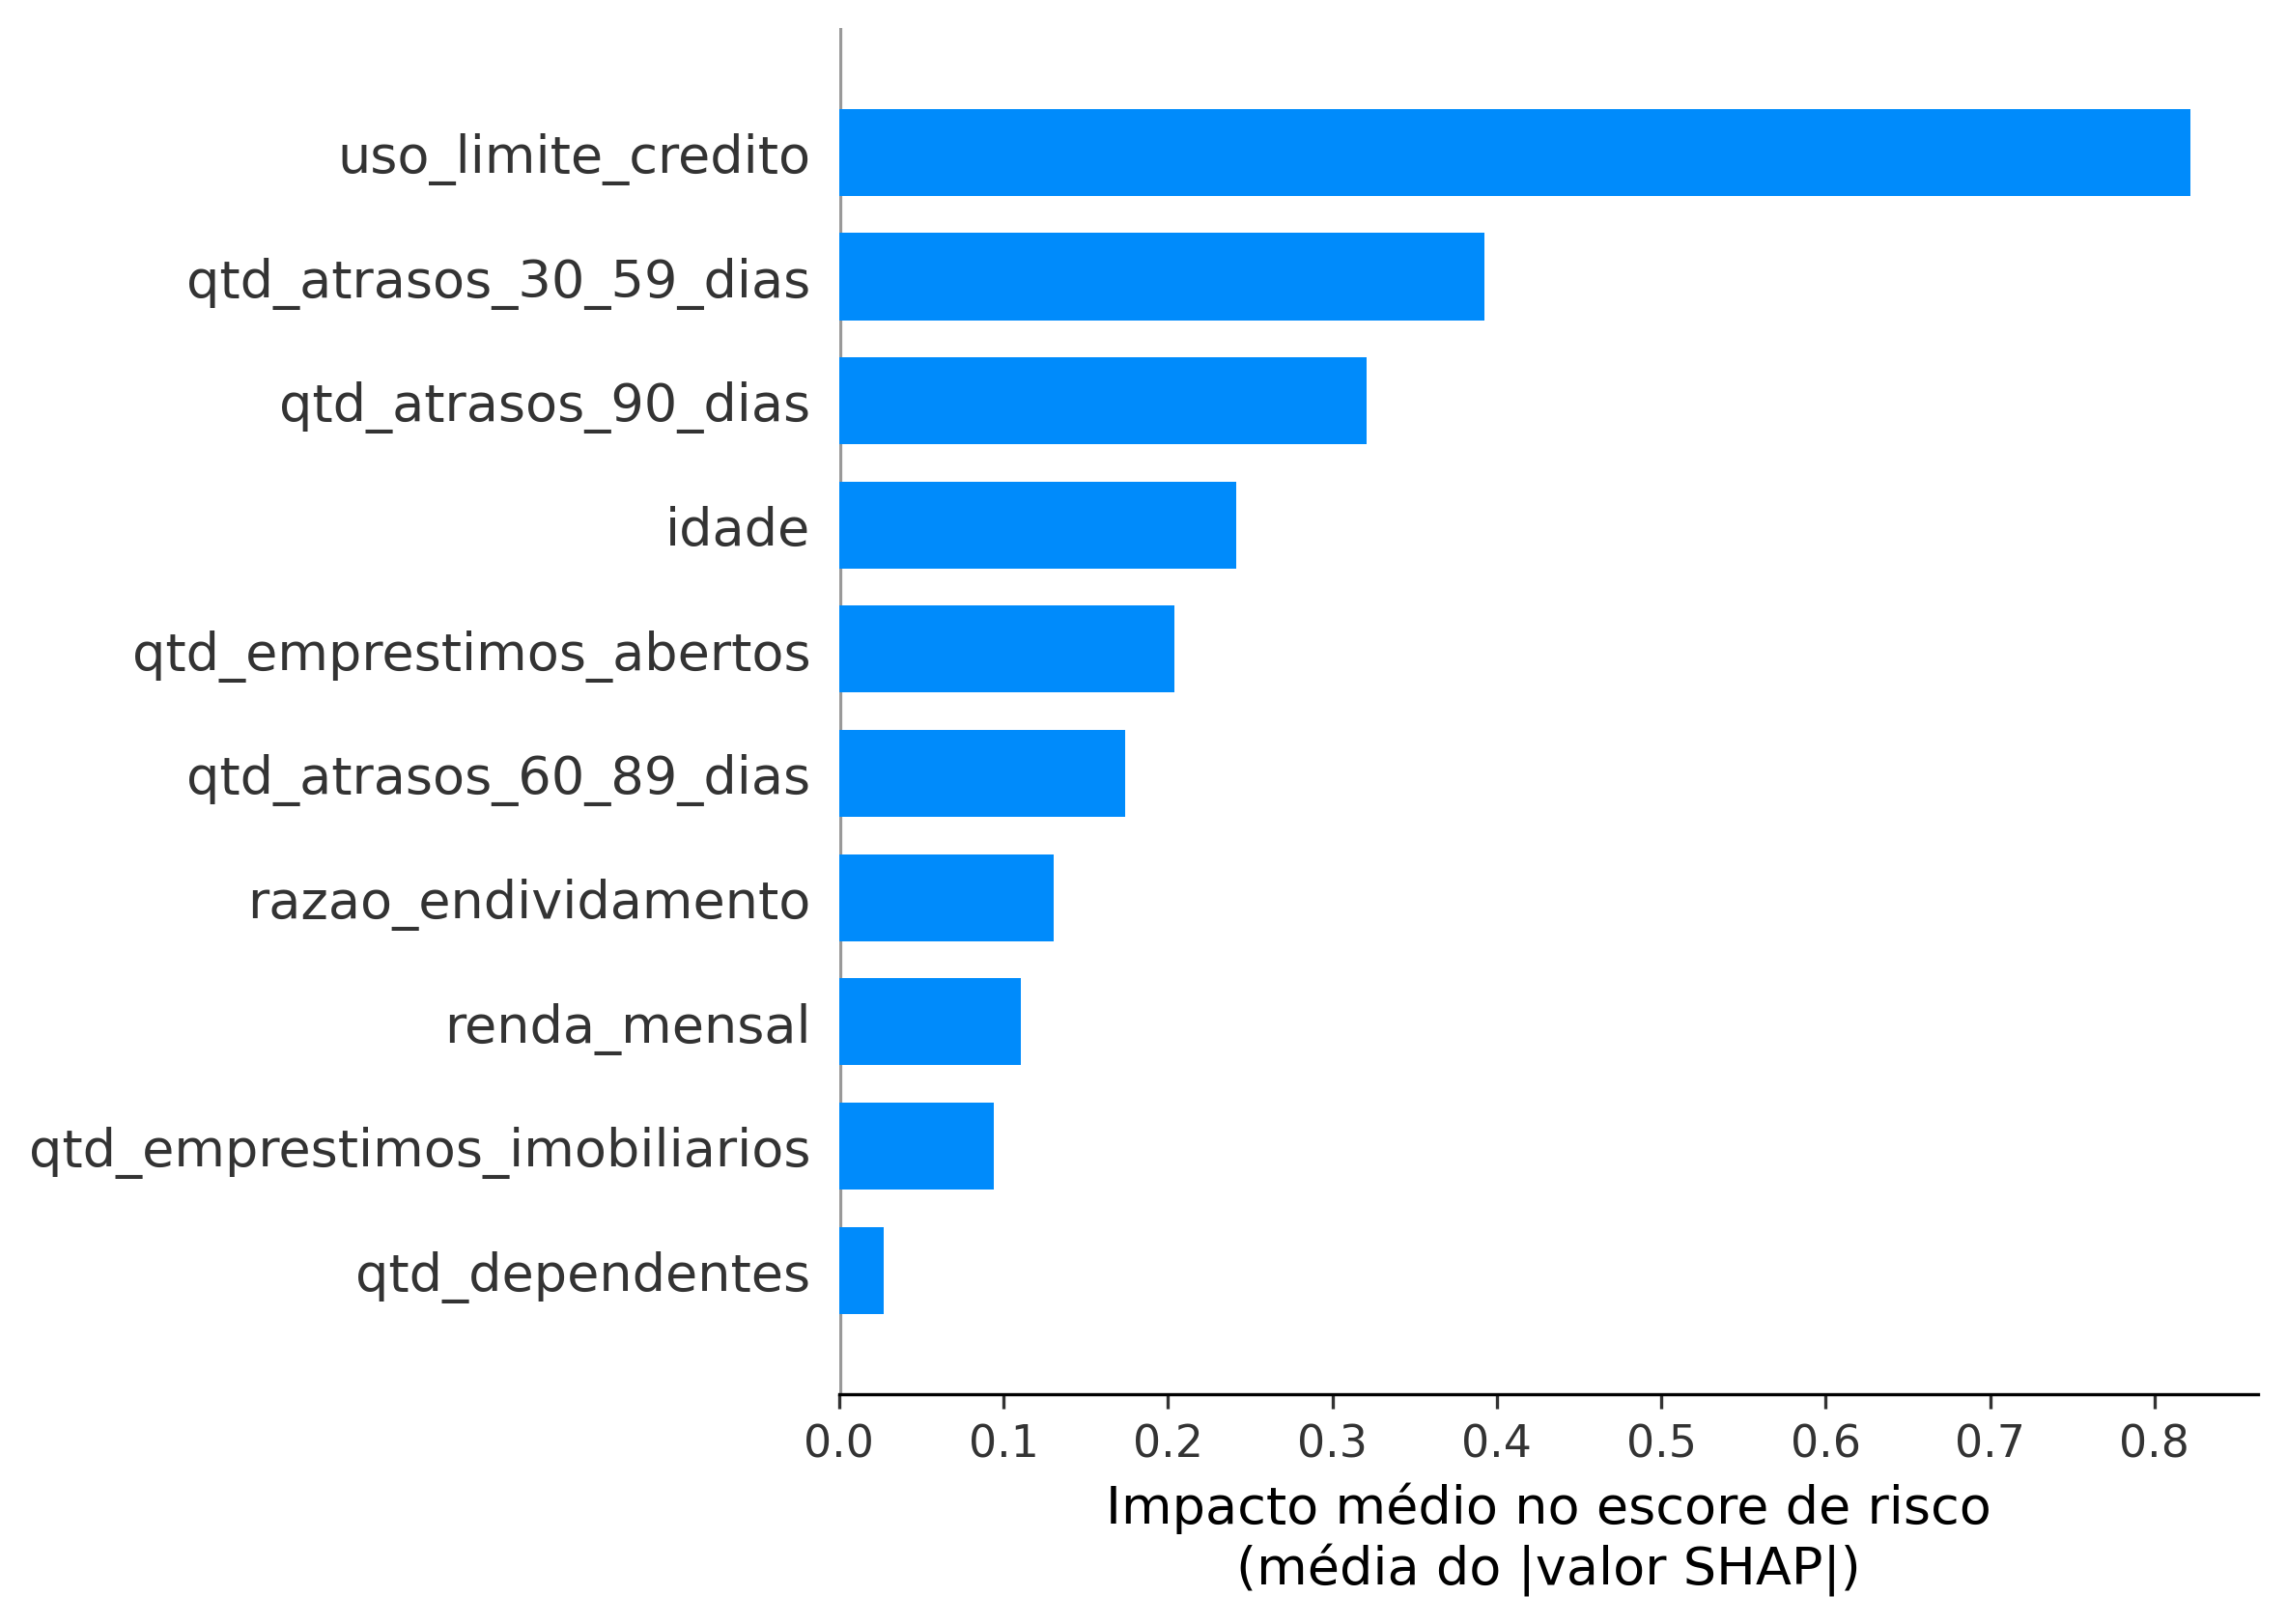 uso_limite_credito
qtd_atrasos_30_59_dias
qtd_atrasos_90_dias
idade
qtd_emprestimos_abertos
qtd_atrasos_60_89_dias
razao_endividamento
renda_mensal
qtd_emprestimos_imobiliarios
qtd_dependentes
0.0 0.1 0.2 0.3 0.4 0.5 0.6 0.7 0.8
Impacto médio no escore de risco
(média do |valor SHAP|)